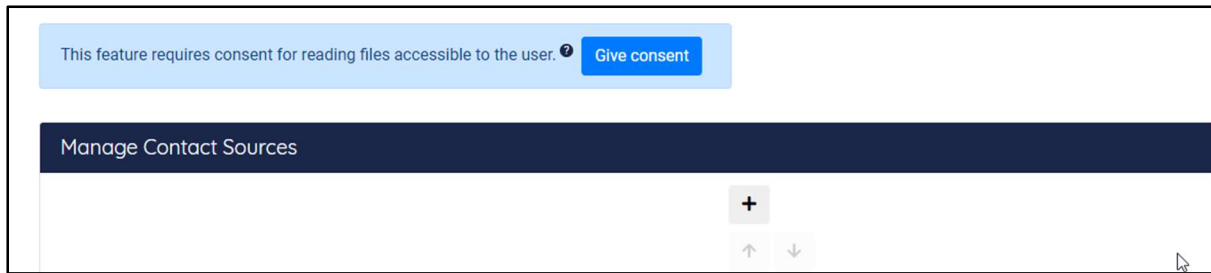 This feature requires consent for reading files accessible to the user. ? Give consent
Manage Contact Sources
+
↑ ↓